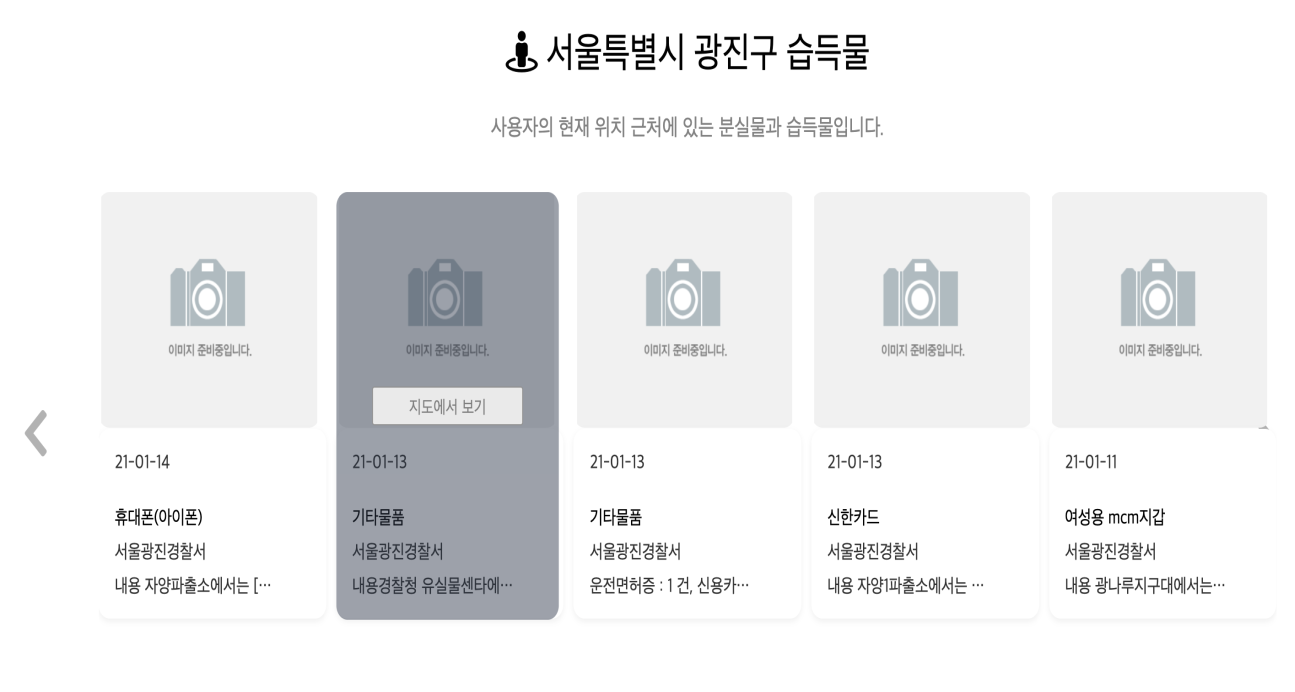 서울특별시 광진구 습득물
사용자의 현재 위치 근처에 있는 분실물과 습득물입니다.
이미지 준비중입니다.
21-01-14
휴대폰(아이폰)
서울광진경찰서
내용 자양파출소에서는 […
이미지 준비중입니다.
지도에서 보기
21-01-13
기타물품
서울광진경찰서
내용경찰청 유실물센타에…
이미지 준비중입니다.
21-01-13
기타물품
서울광진경찰서
운전면허증 : 1 건, 신용카…
이미지 준비중입니다.
21-01-13
신한카드
서울광진경찰서
내용 자양1파출소에서는 …
이미지 준비중입니다.
21-01-11
여성용 mcm지갑
서울광진경찰서
내용 광나루지구대에서는…